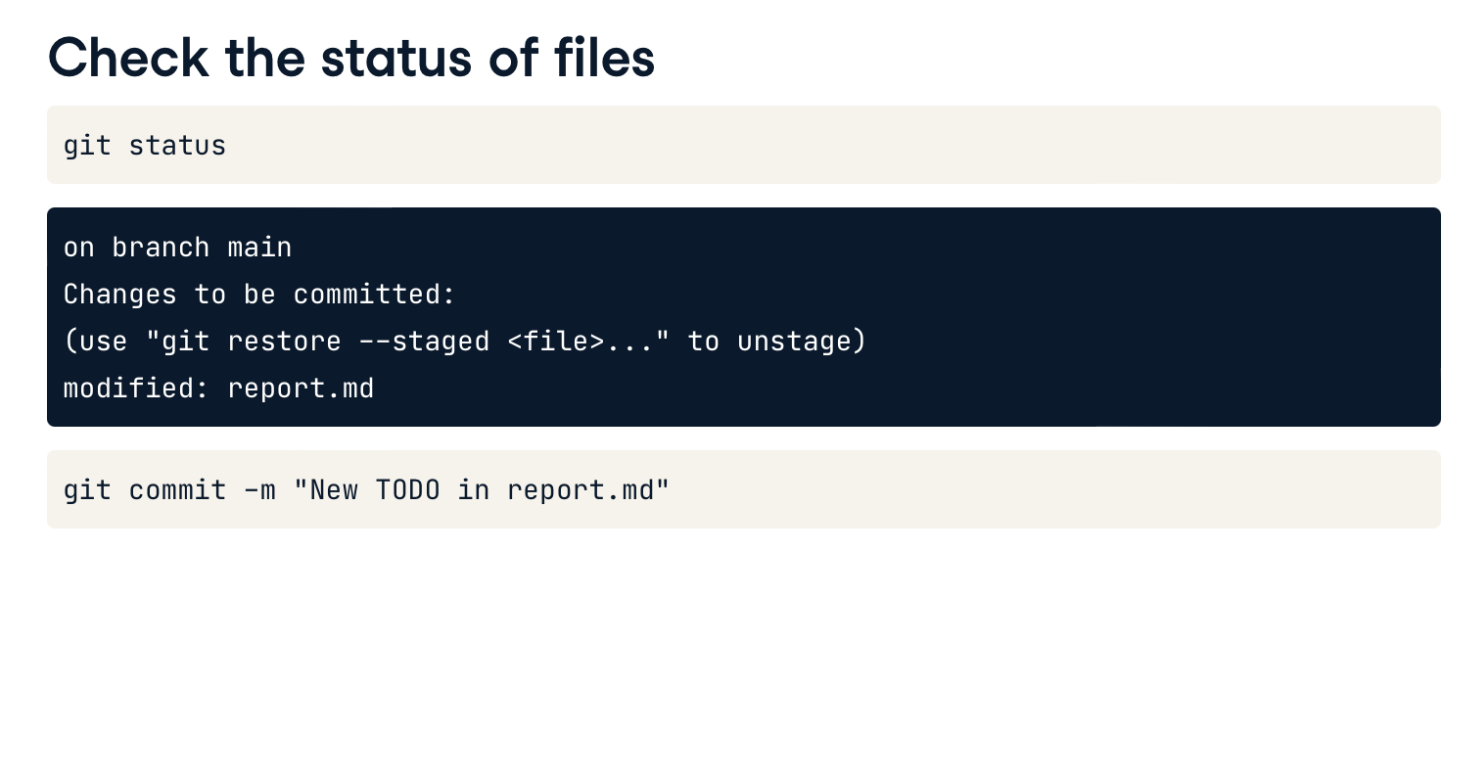 Check the status of files
git status
on branch main
Changes to be committed:
(use "git restore --staged <file>..." to unstage)
modified: report.md
git commit -m "New TODO in report.md"